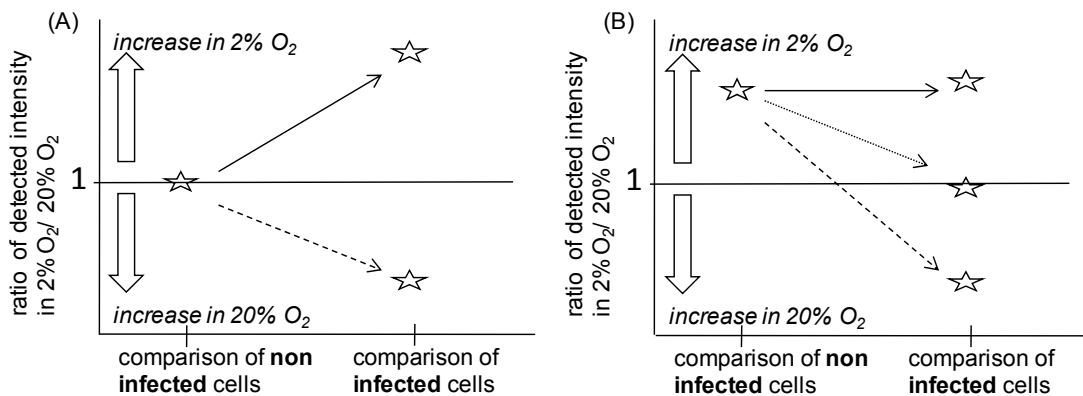 (A)
increase in 2% O₂
ratio of detected intensity
in 2% O₂/ 20% O₂
1
increase in 20% O₂
comparison of non
infected cells
comparison of
infected cells
(B)
increase in 2% O₂
ratio of detected intensity
in 2% O₂/ 20% O₂
1
increase in 20% O₂
comparison of non
infected cells
comparison of
infected cells